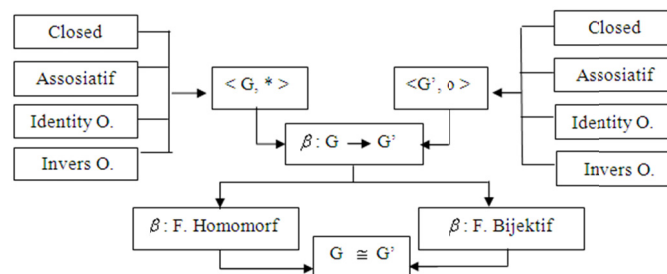 Closed
Assosiatif
Identity O.
Invers O.
< G, * >
<G’, o >
Closed
Assosiatif
Identity O.
Invers O.
β : G → G’
β : F. Homomorf
β : F. Bijektif
G ≅ G’